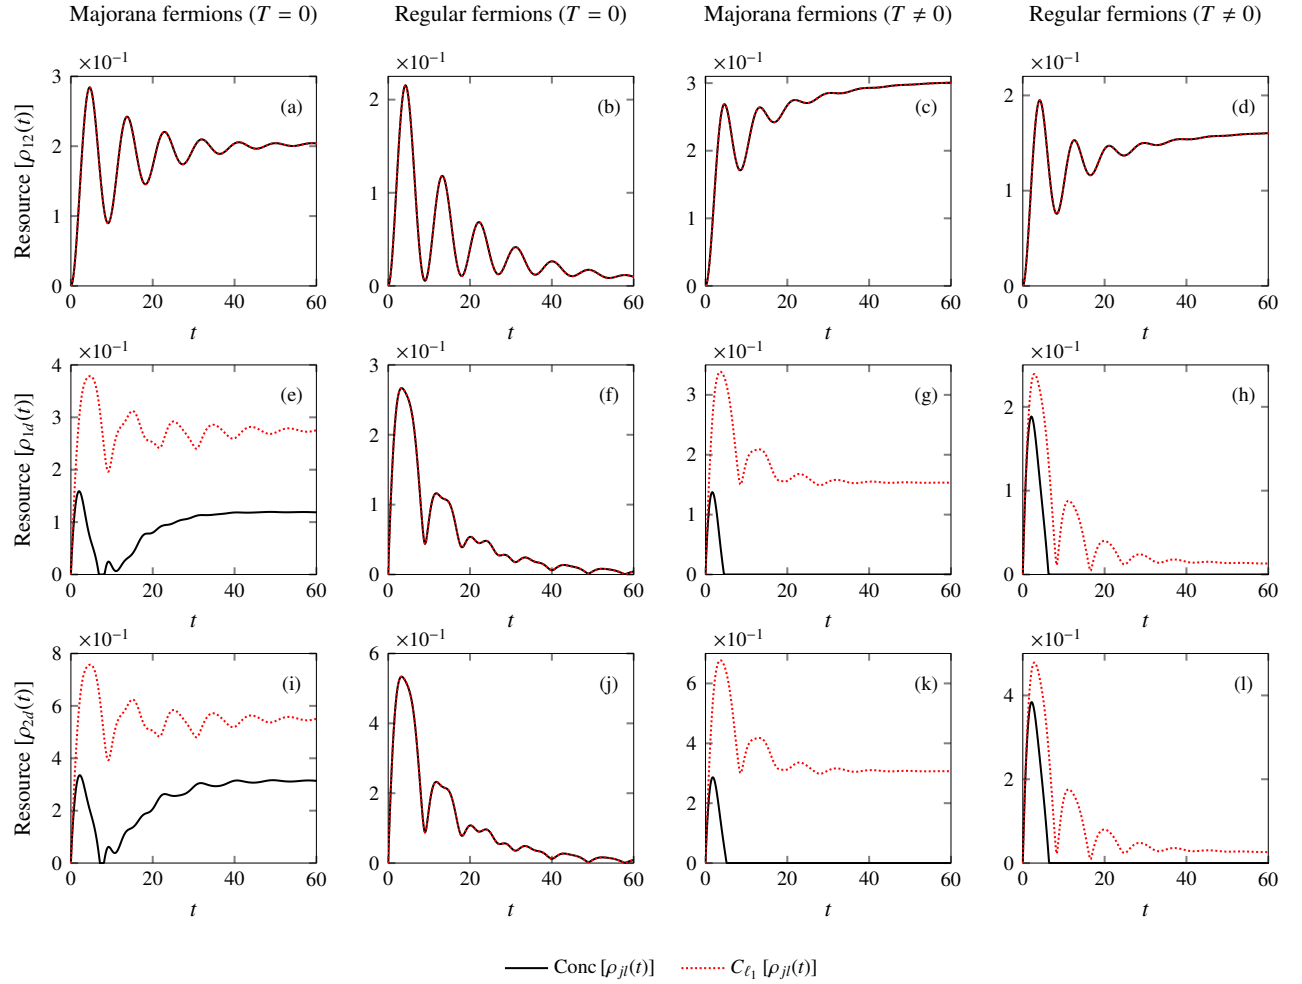 Majorana fermions (T = 0) Regular fermions (T = 0) Majorana fermions (T ≠ 0) Regular fermions (T ≠ 0)
×10⁻¹ ×10⁻¹ ×10⁻¹ ×10⁻¹
Resource [ρ₁₂(t)]
3 2 1 0
(a)
0 20 40 60
t
2 1 0
(b)
0 20 40 60
t
3 2 1 0
(c)
0 20 40 60
t
2 1 0
(d)
0 20 40 60
t
×10⁻¹ ×10⁻¹ ×10⁻¹ ×10⁻¹
Resource [ρ₁d(t)]
4 3 2 1 0
(e)
0 20 40 60
t
3 2 1 0
(f)
0 20 40 60
t
3 2 1 0
(g)
0 20 40 60
t
2 1 0
(h)
0 20 40 60
t
×10⁻¹ ×10⁻¹ ×10⁻¹ ×10⁻¹
Resource [ρ₂d(t)]
8 6 4 2 0
(i)
0 20 40 60
t
6 4 2 0
(j)
0 20 40 60
t
6 4 2 0
(k)
0 20 40 60
t
4 2 0
(l)
0 20 40 60
t
Conc [ρjl(t)] Cℓ₁ [ρjl(t)]